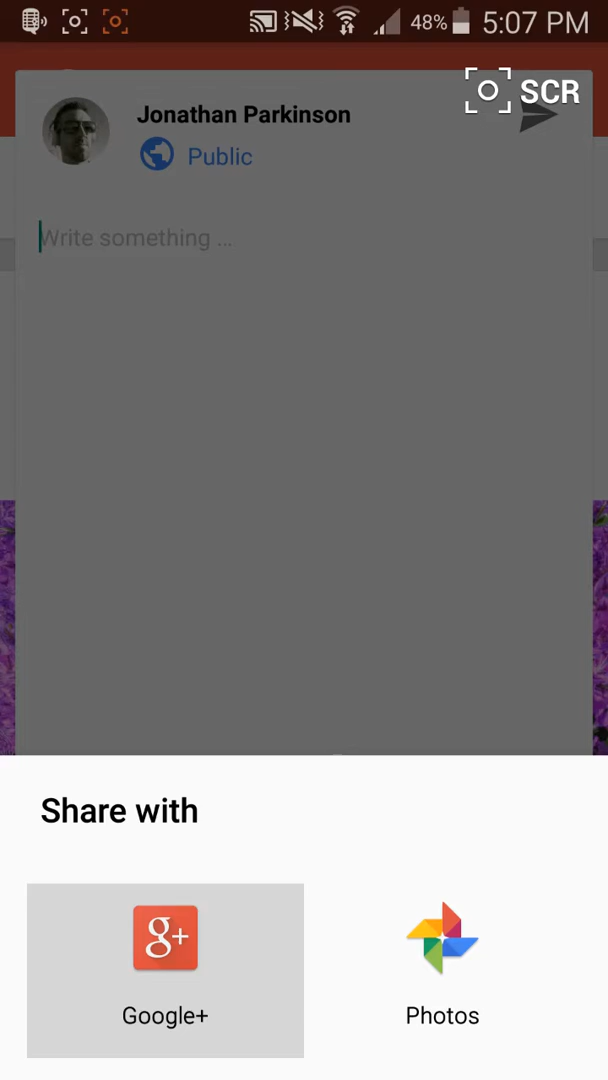 48% 5:07 PM
SCR
Jonathan Parkinson
Public
Write something ...
Share with
g+
Google+
Photos